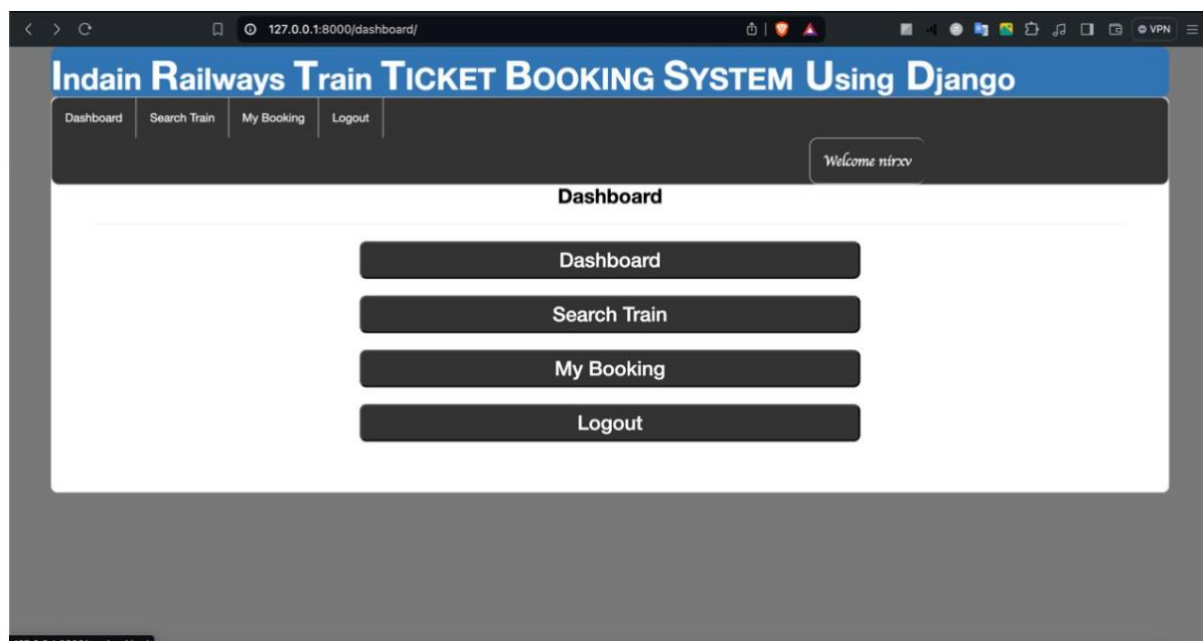 127.0.0.1:8000/dashboard/
VPN
Indain Railways Train TICKET BOOKING SYSTEM Using Django
Dashboard Search Train My Booking Logout
Welcome nirxv
Dashboard
Dashboard
Search Train
My Booking
Logout